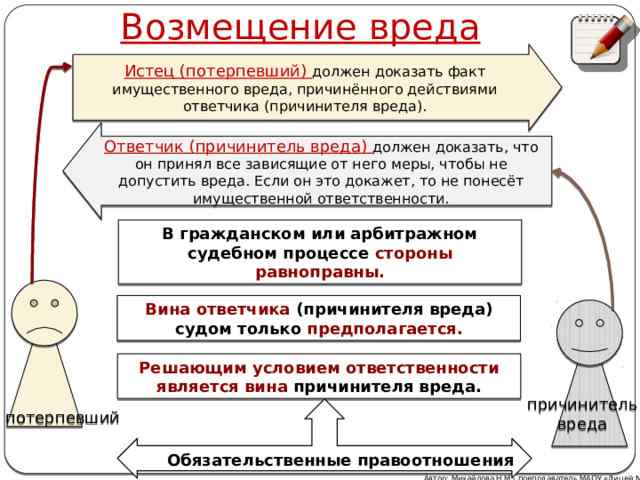 Возмещение вреда
Истец (потерпевший) должен доказать факт
имущественного вреда, причинённого действиями
ответчика (причинителя вреда).
Ответчик (причинитель вреда) должен доказать, что
он принял все зависящие от него меры, чтобы не
допустить вреда. Если он это докажет, то не понесёт
имущественной ответственности.
В гражданском или арбитражном
судебном процессе стороны
равноправны.
Вина ответчика (причинителя вреда)
судом только предполагается.
Решающим условием ответственности
является вина причинителя вреда.
потерпевший
причинитель
вреда
Обязательственные правоотношения
Автор: Михайлова Н.М., преподаватель МАОУ «Лицей